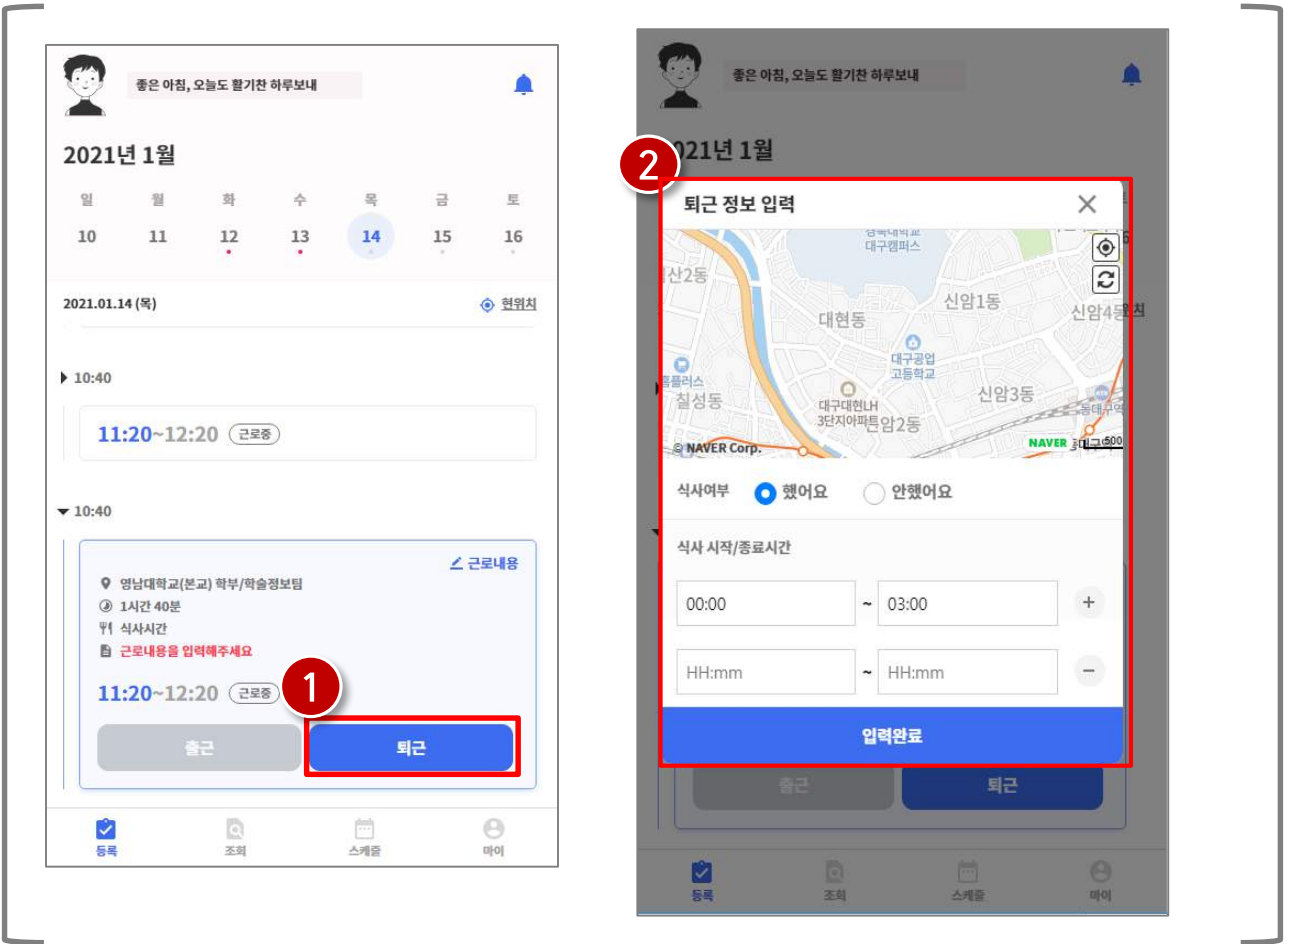 좋은 아침, 오늘도 활기찬 하루보내
2021년 1월
일 월 화 수 목 금 토
10 11 12 13 14 15 16
2021.01.14 (목) 현위치
10:40
11:20~12:20 근로중
10:40
근로내용
영남대학교(본교) 학부/학술정보팀
1시간 40분
식사시간
근로내용을 입력해주세요
11:20~12:20 근로중
1
출근 퇴근
등록 조회 스케줄 마이
좋은 아침, 오늘도 활기찬 하루보내
2
021년 1월
퇴근 정보 입력
대구캠퍼스
산2동
신암1동
대현동
신암4동
대구공업
고등학교
홈플러스
칠성동
신암3동
대구대현LH
3단지아파트
암2동
동대구역
© NAVER Corp.
NAVER
500
식사여부 했어요 안했어요
식사 시작/종료시간
00:00 ~ 03:00 +
HH:mm ~ HH:mm −
입력완료
출근 퇴근
등록 조회 스케줄 마이